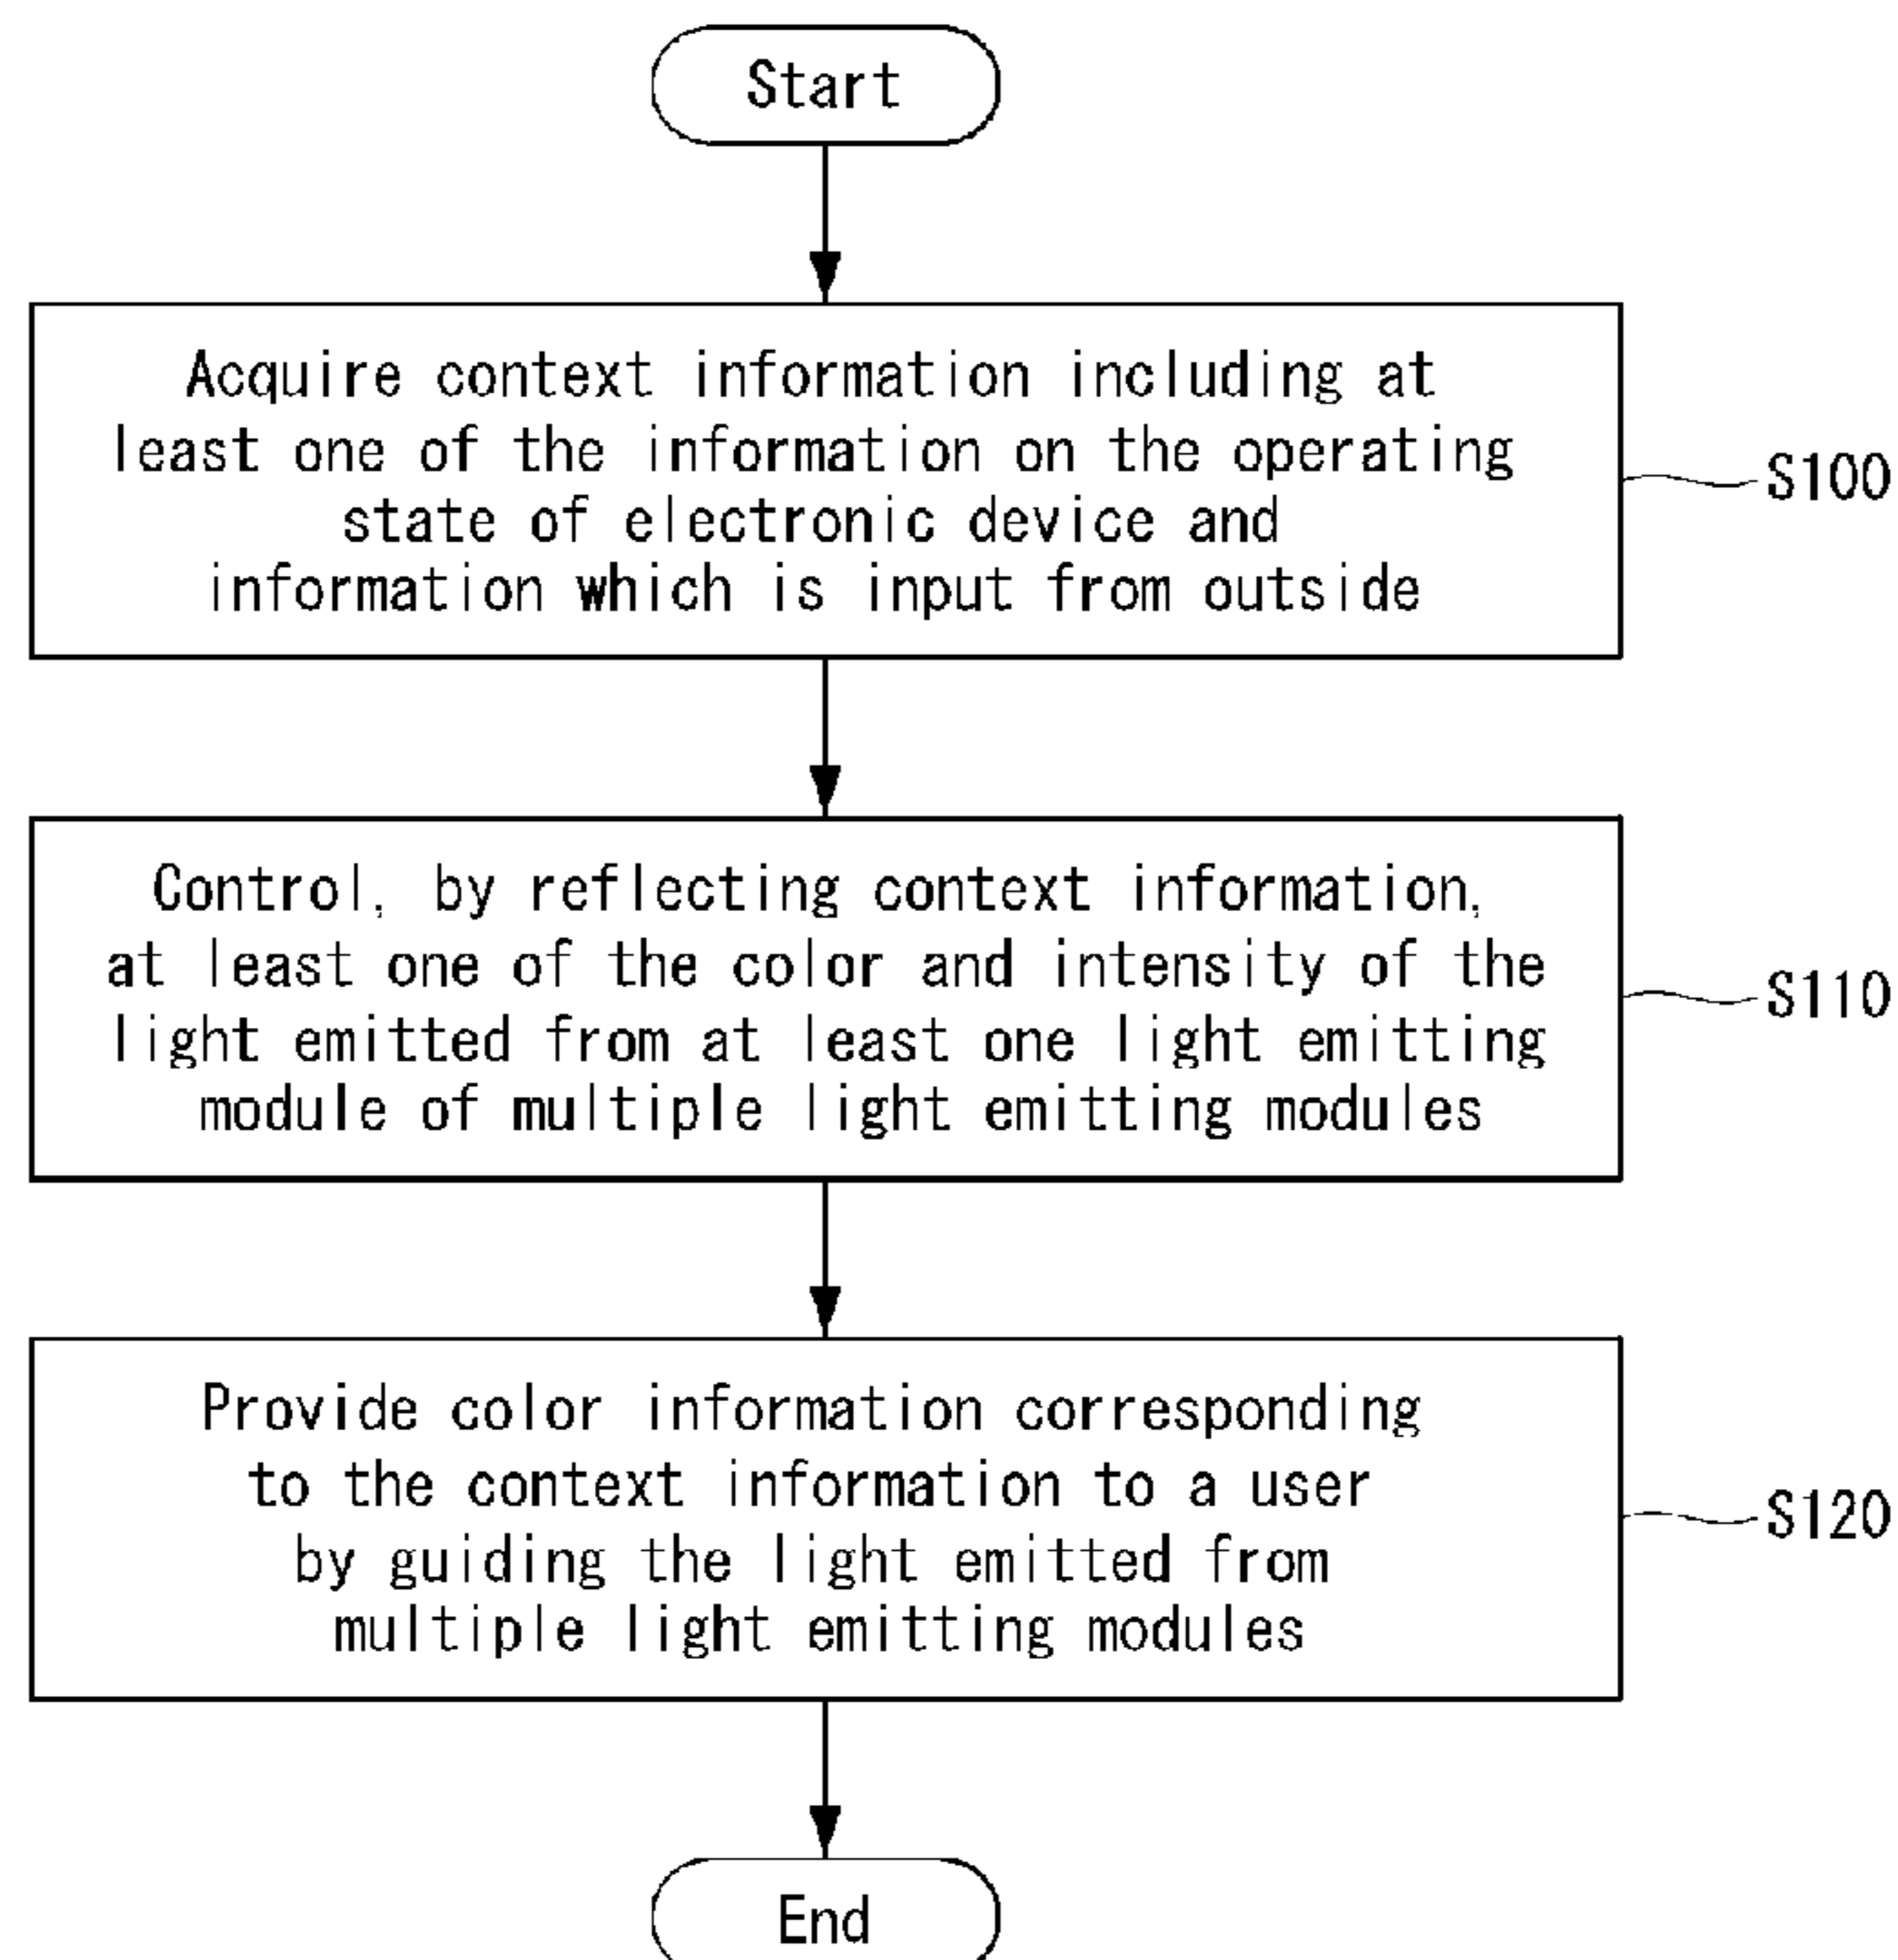 Start
Acquire context information including at
least one of the information on the operating
state of electronic device and
information which is input from outside
S100
Control, by reflecting context information,
at least one of the color and intensity of the
light emitted from at least one light emitting
module of multiple light emitting modules
S110
Provide color information corresponding
to the context information to a user
by guiding the light emitted from
multiple light emitting modules
S120
End